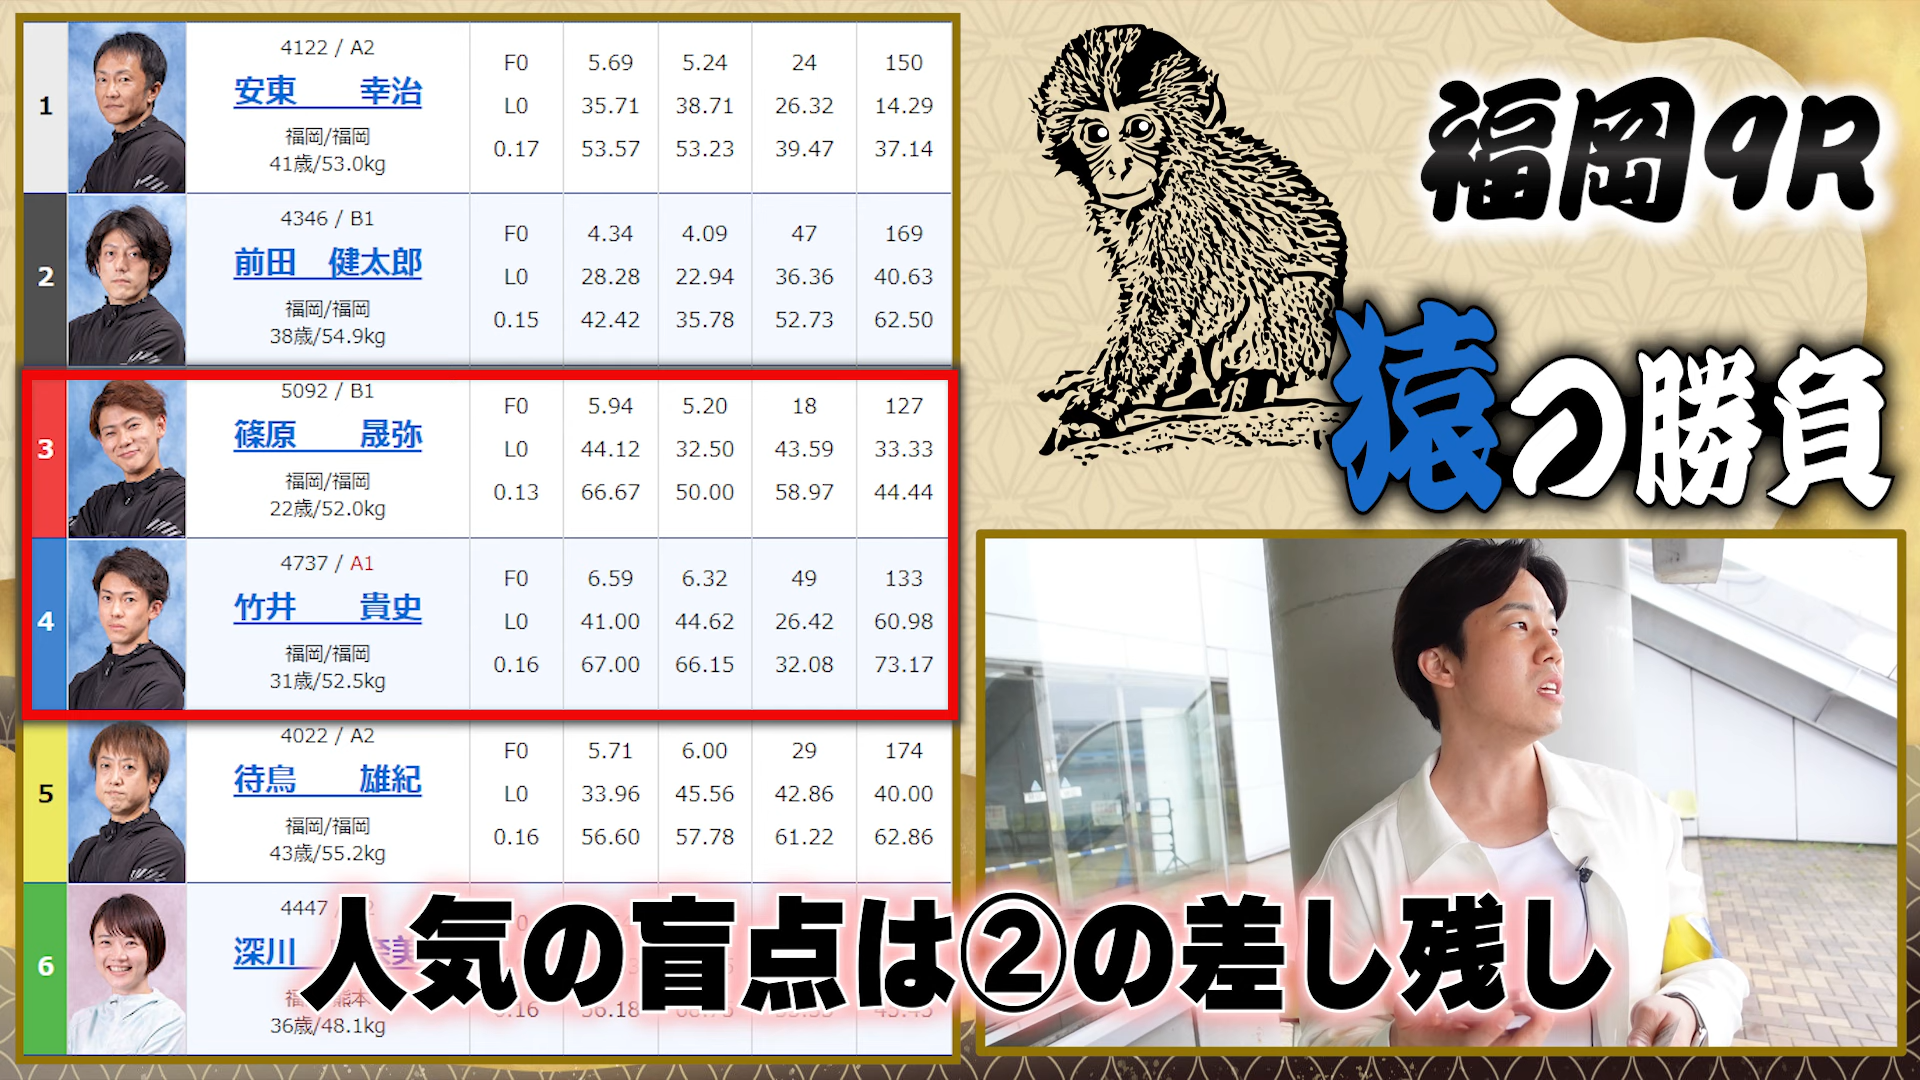 福岡9R
猿の勝負
1
4122 / A2
安東 幸治
福岡/福岡
41歳/53.0kg
F0 5.69 5.24 24 150
L0 35.71 38.71 26.32 14.29
0.17 53.57 53.23 39.47 37.14
2
4346 / B1
前田 健太郎
福岡/福岡
38歳/54.9kg
F0 4.34 4.09 47 169
L0 28.28 22.94 36.36 40.63
0.15 42.42 35.78 52.73 62.50
3
5092 / B1
篠原 晟弥
福岡/福岡
22歳/52.0kg
F0 5.94 5.20 18 127
L0 44.12 32.50 43.59 33.33
0.13 66.67 50.00 58.97 44.44
4
4737 / A1
竹井 貴史
福岡/福岡
31歳/52.5kg
F0 6.59 6.32 49 133
L0 41.00 44.62 26.42 60.98
0.16 67.00 66.15 32.08 73.17
5
4022 / A2
待鳥 雄紀
福岡/福岡
43歳/55.2kg
F0 5.71 6.00 29 174
L0 33.96 45.56 42.86 40.00
0.16 56.60 57.78 61.22 62.86
6
4447
深川
36歳/48.1kg
人気の盲点は②の差し残し